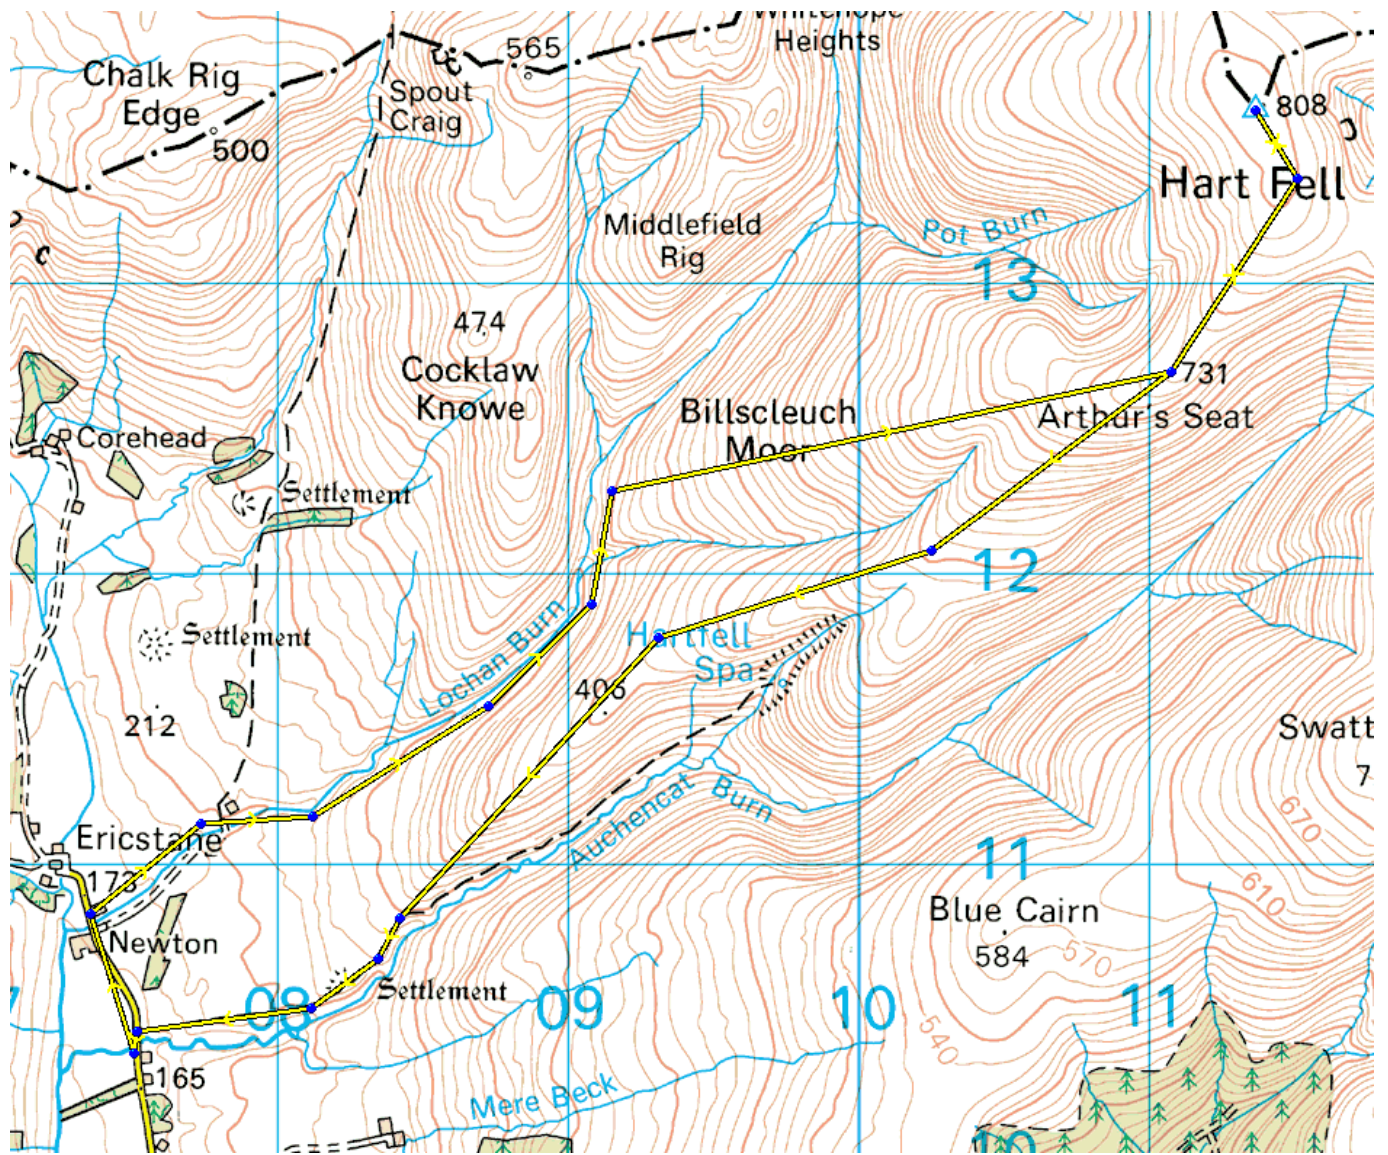 Whitehope
Heights
565
Chalk Rig
Edge
500
Spout
Craig
808
Hart Fell
Middlefield
Rig
Pot Burn
13
474
Cocklaw
Knowe
731
Billscleuch
Moor
Arthur's Seat
Corehead
Settlement
12
Settlement
Lochan Burn
Hartfell
Spa
406
212
Swatt
7
670
Auchencat Burn
Ericstane
173
11
610
Blue Cairn
584
570
Newton
Settlement
7
08
09
10
11
540
165
Mere Beck
10